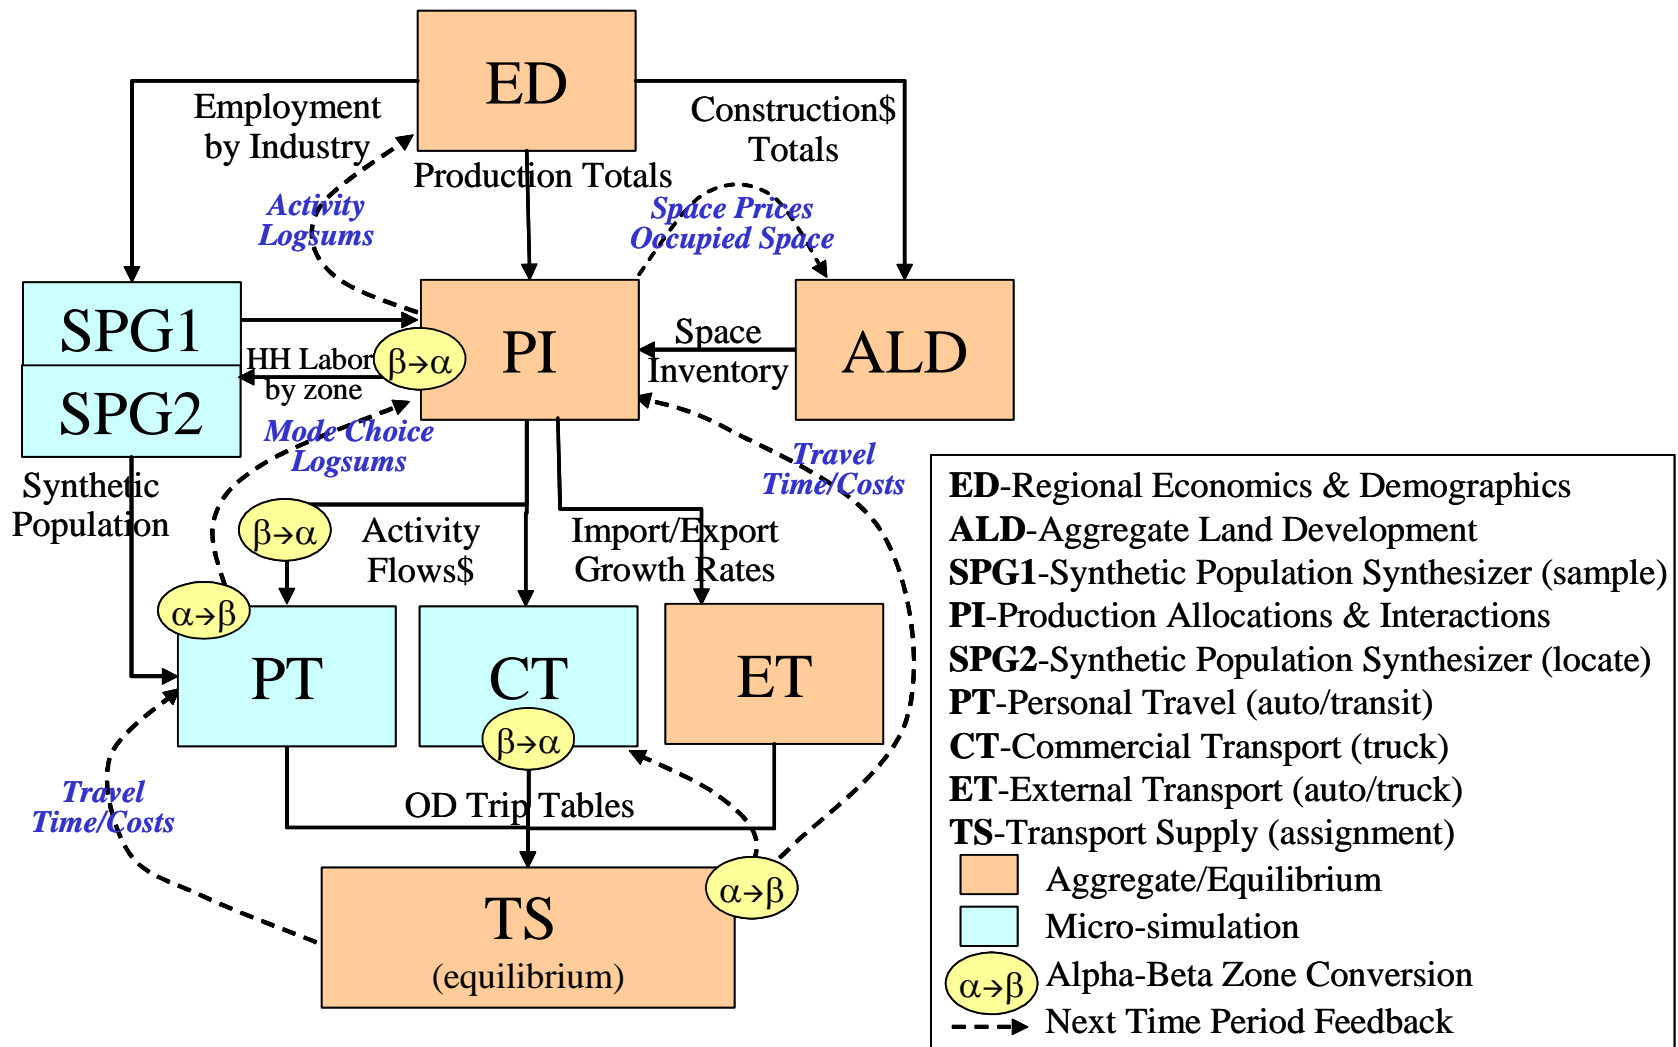 ED
Employment
by Industry
Construction$
Totals
Production Totals
Activity
Logsums
Space Prices
Occupied Space
SPG1
PI
ALD
Space
Inventory
HH Labor
by zone
β→α
SPG2
Mode Choice
Logsums
Travel
Time/Costs
Synthetic
Population
β→α
Activity
Flows$
Import/Export
Growth Rates
α→β
PT
CT
ET
β→α
Travel
Time/Costs
OD Trip Tables
α→β
TS
(equilibrium)
ED-Regional Economics & Demographics
ALD-Aggregate Land Development
SPG1-Synthetic Population Synthesizer (sample)
PI-Production Allocations & Interactions
SPG2-Synthetic Population Synthesizer (locate)
PT-Personal Travel (auto/transit)
CT-Commercial Transport (truck)
ET-External Transport (auto/truck)
TS-Transport Supply (assignment)
Aggregate/Equilibrium
Micro-simulation
α→β Alpha-Beta Zone Conversion
Next Time Period Feedback